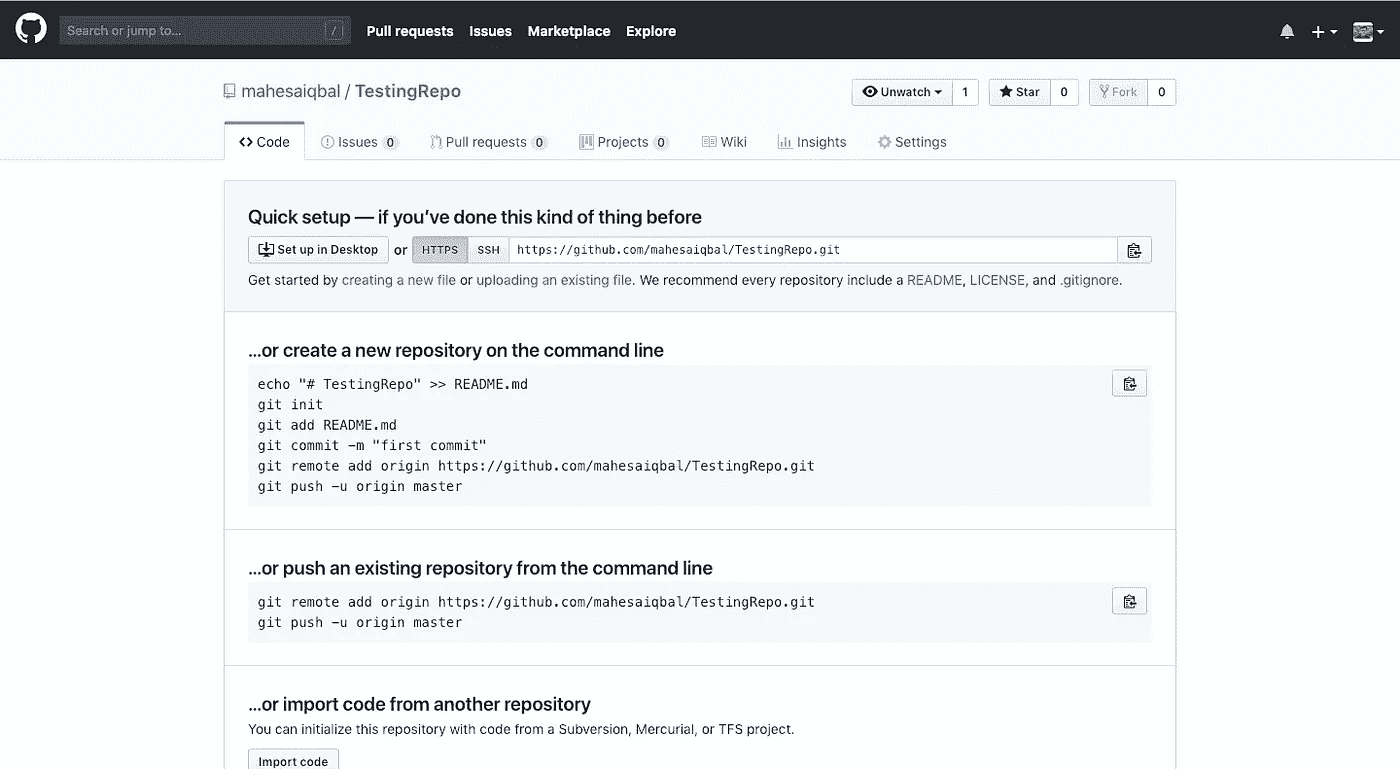 Search or jump to... / Pull requests Issues Marketplace Explore
mahesaiqbal / TestingRepo Unwatch 1 Star 0 Fork 0
Code Issues 0 Pull requests 0 Projects 0 Wiki Insights Settings
Quick setup — if you’ve done this kind of thing before
Set up in Desktop or HTTPS SSH https://github.com/mahesaiqbal/TestingRepo.git
Get started by creating a new file or uploading an existing file. We recommend every repository include a README, LICENSE, and .gitignore.
…or create a new repository on the command line
echo "# TestingRepo" >> README.md
git init
git add README.md
git commit -m "first commit"
git remote add origin https://github.com/mahesaiqbal/TestingRepo.git
git push -u origin master
…or push an existing repository from the command line
git remote add origin https://github.com/mahesaiqbal/TestingRepo.git
git push -u origin master
…or import code from another repository
You can initialize this repository with code from a Subversion, Mercurial, or TFS project.
Import code